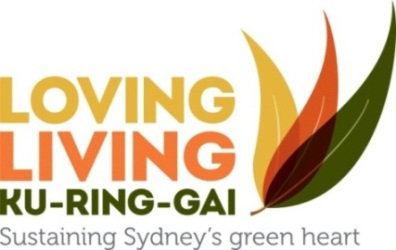 LOVING
LIVING
KU-RING-GAI
Sustaining Sydney's green heart